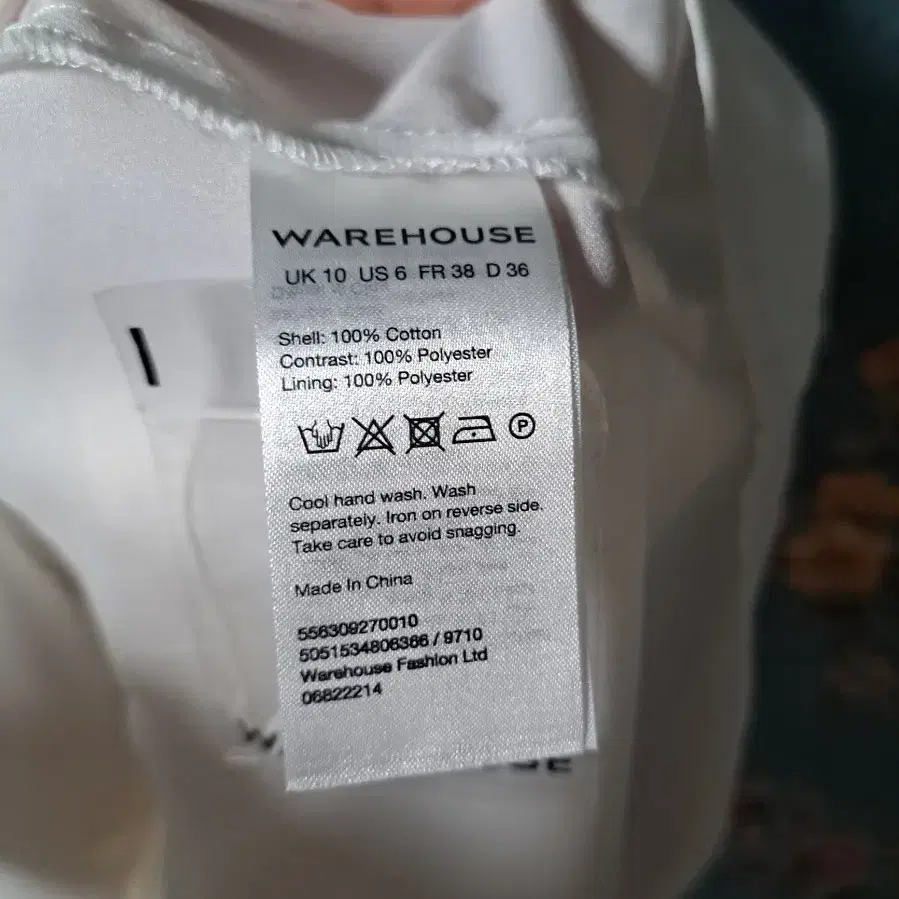 WAREHOUSE
UK 10 US 6 FR 38 D 36
Shell: 100% Cotton
Contrast: 100% Polyester
Lining: 100% Polyester
P
Cool hand wash. Wash
separately. Iron on reverse side.
Take care to avoid snagging.
Made In China
556309270010
5051534806366 / 9710
Warehouse Fashion Ltd
06822214